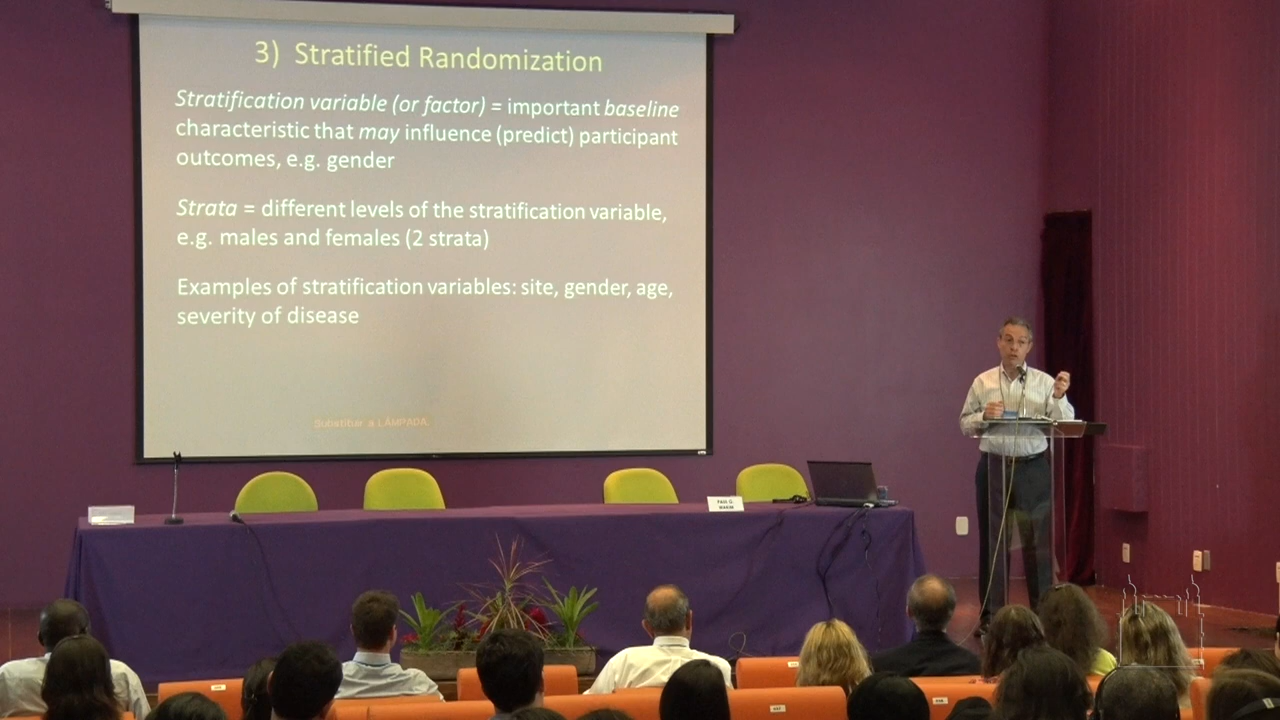 3) Stratified Randomization
Stratification variable (or factor) = important baseline
characteristic that may influence (predict) participant
outcomes, e.g. gender
Strata = different levels of the stratification variable,
e.g. males and females (2 strata)
Examples of stratification variables: site, gender, age,
severity of disease
Substituir a LÂMPADA.
PAUL G.